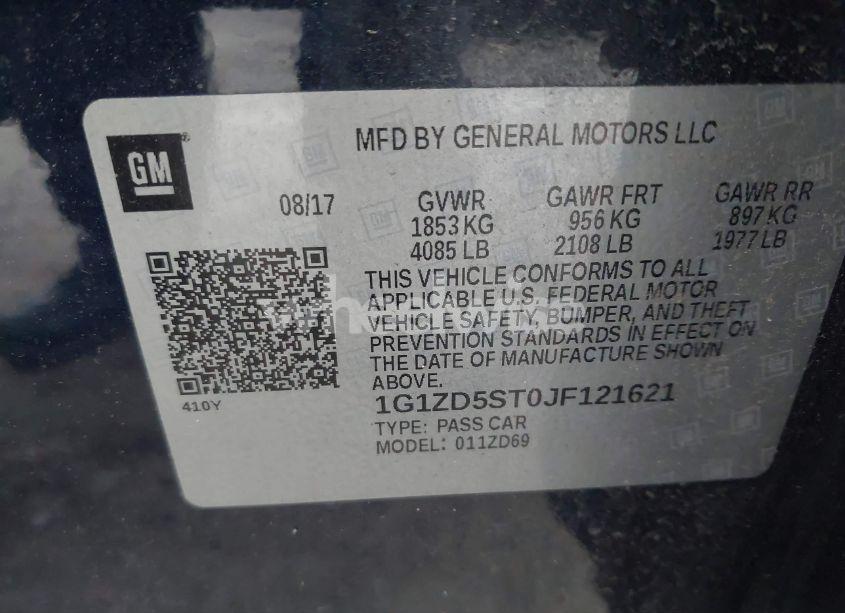 MFD BY GENERAL MOTORS LLC
GM
08/17
GVWR GAWR FRT GAWR RR
1853 KG 956 KG 897 KG
4085 LB 2108 LB 1977 LB
THIS VEHICLE CONFORMS TO ALL
APPLICABLE U.S. FEDERAL MOTOR
VEHICLE SAFETY, BUMPER, AND THEFT
PREVENTION STANDARDS IN EFFECT ON
THE DATE OF MANUFACTURE SHOWN
ABOVE.
410Y
1G1ZD5ST0JF121621
TYPE: PASS CAR
MODEL: 011ZD69